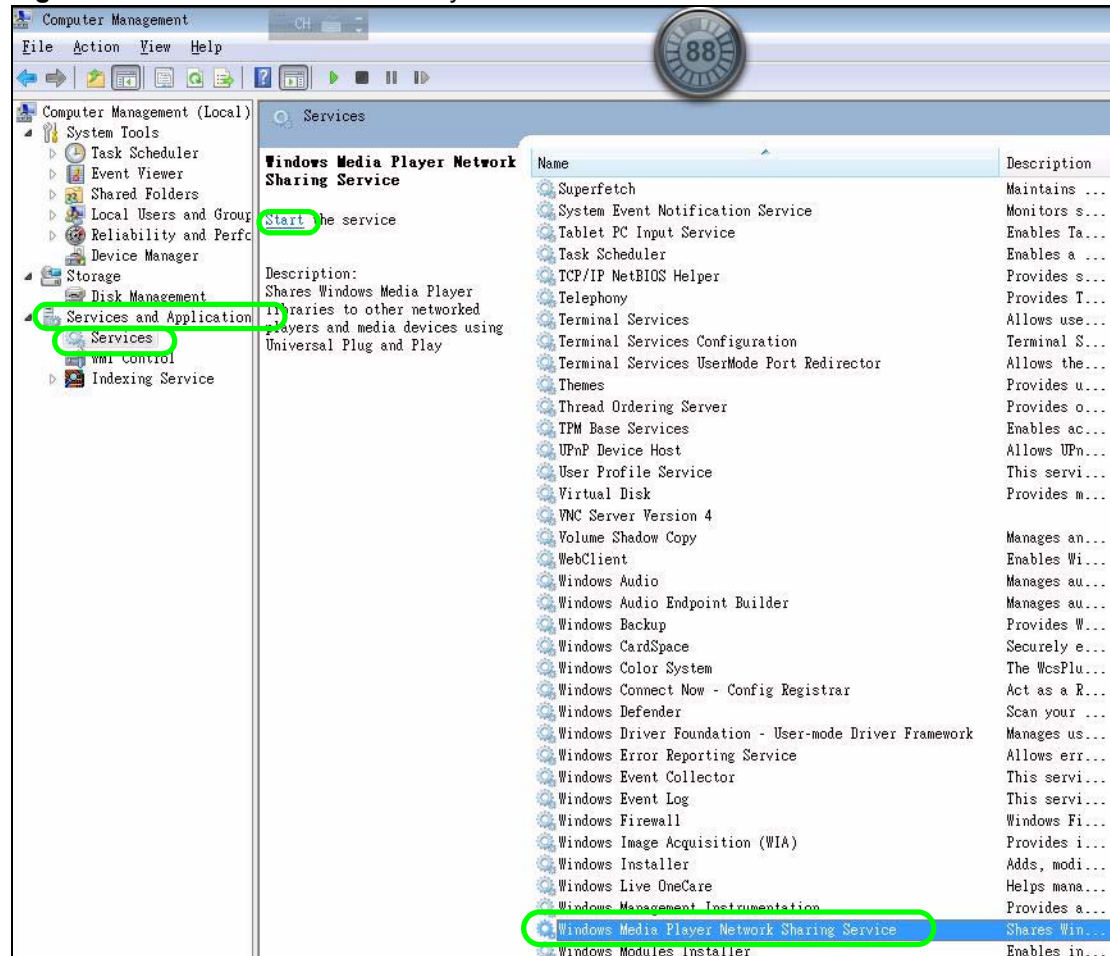 Computer Management
CH
File Action View Help
88
Computer Management (Local)
System Tools
Task Scheduler
Event Viewer
Shared Folders
Local Users and Group
Reliability and Perfc
Device Manager
Storage
Disk Management
Services and Application
Services
WMI Control
Indexing Service
Services
Windows Media Player Network
Sharing Service
Start the service
Description:
Shares Windows Media Player
libraries to other networked
players and media devices using
Universal Plug and Play
Name Description
Superfetch Maintains ...
System Event Notification Service Monitors s...
Tablet PC Input Service Enables Ta...
Task Scheduler Enables a ...
TCP/IP NetBIOS Helper Provides s...
Telephony Provides T...
Terminal Services Allows use...
Terminal Services Configuration Terminal S...
Terminal Services UserMode Port Redirector Allows the...
Themes Provides u...
Thread Ordering Server Provides o...
TPM Base Services Enables ac...
UPnP Device Host Allows UPn...
User Profile Service This servi...
Virtual Disk Provides m...
VNC Server Version 4
Volume Shadow Copy Manages an...
WebClient Enables Wi...
Windows Audio Manages au...
Windows Audio Endpoint Builder Manages au...
Windows Backup Provides W...
Windows CardSpace Securely e...
Windows Color System The WcsPlu...
Windows Connect Now - Config Registrar Act as a R...
Windows Defender Scan your ...
Windows Driver Foundation - User-mode Driver Framework Manages us...
Windows Error Reporting Service Allows err...
Windows Event Collector This servi...
Windows Event Log This servi...
Windows Firewall Windows Fi...
Windows Image Acquisition (WIA) Provides i...
Windows Installer Adds, modi...
Windows Live OneCare Helps mana...
Windows Management Instrumentation Provides a...
Windows Media Player Network Sharing Service Shares Win...
Windows Modules Installer Enables in...